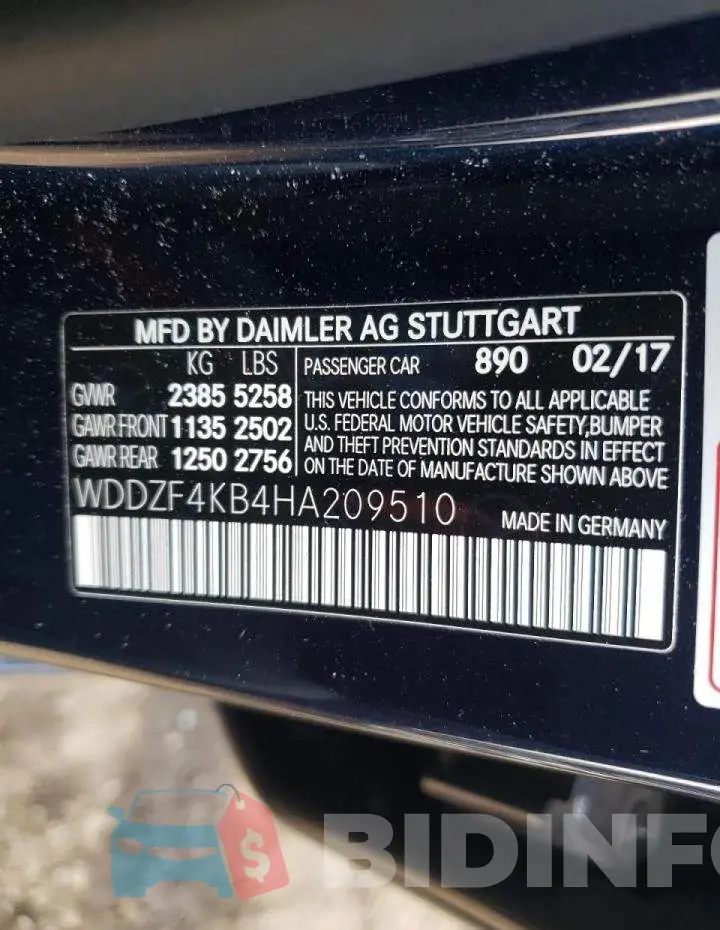 MFD BY DAIMLER AG STUTTGART
KG LBS
GVWR 2385 5258
GAWR FRONT 1135 2502
GAWR REAR 1250 2756
PASSENGER CAR 890 02/17
THIS VEHICLE CONFORMS TO ALL APPLICABLE
U.S. FEDERAL MOTOR VEHICLE SAFETY,BUMPER
AND THEFT PREVENTION STANDARDS IN EFFECT
ON THE DATE OF MANUFACTURE SHOWN ABOVE
WDDZF4KB4HA209510
MADE IN GERMANY
$
BIDINFO